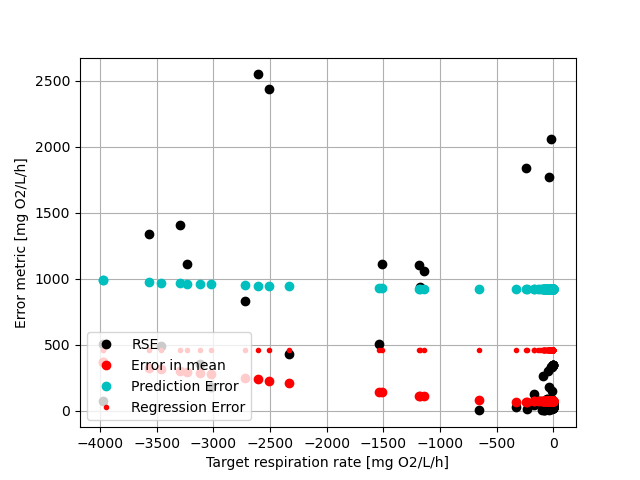 2500
2000
1500
1000
500
0
Error metric [mg O2/L/h]
RSE
Error in mean
Prediction Error
Regression Error
−4000 −3500 −3000 −2500 −2000 −1500 −1000 −500 0
Target respiration rate [mg O2/L/h]